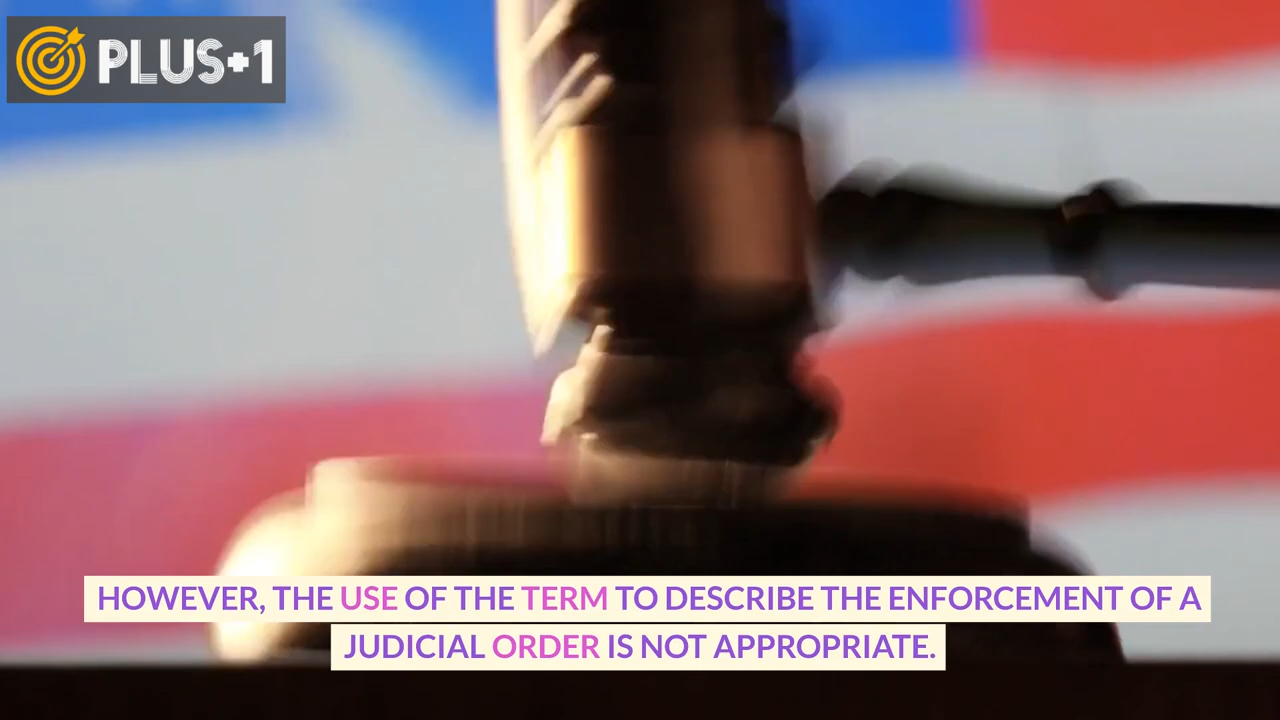 PLUS+1
HOWEVER, THE USE OF THE TERM TO DESCRIBE THE ENFORCEMENT OF A
JUDICIAL ORDER IS NOT APPROPRIATE.